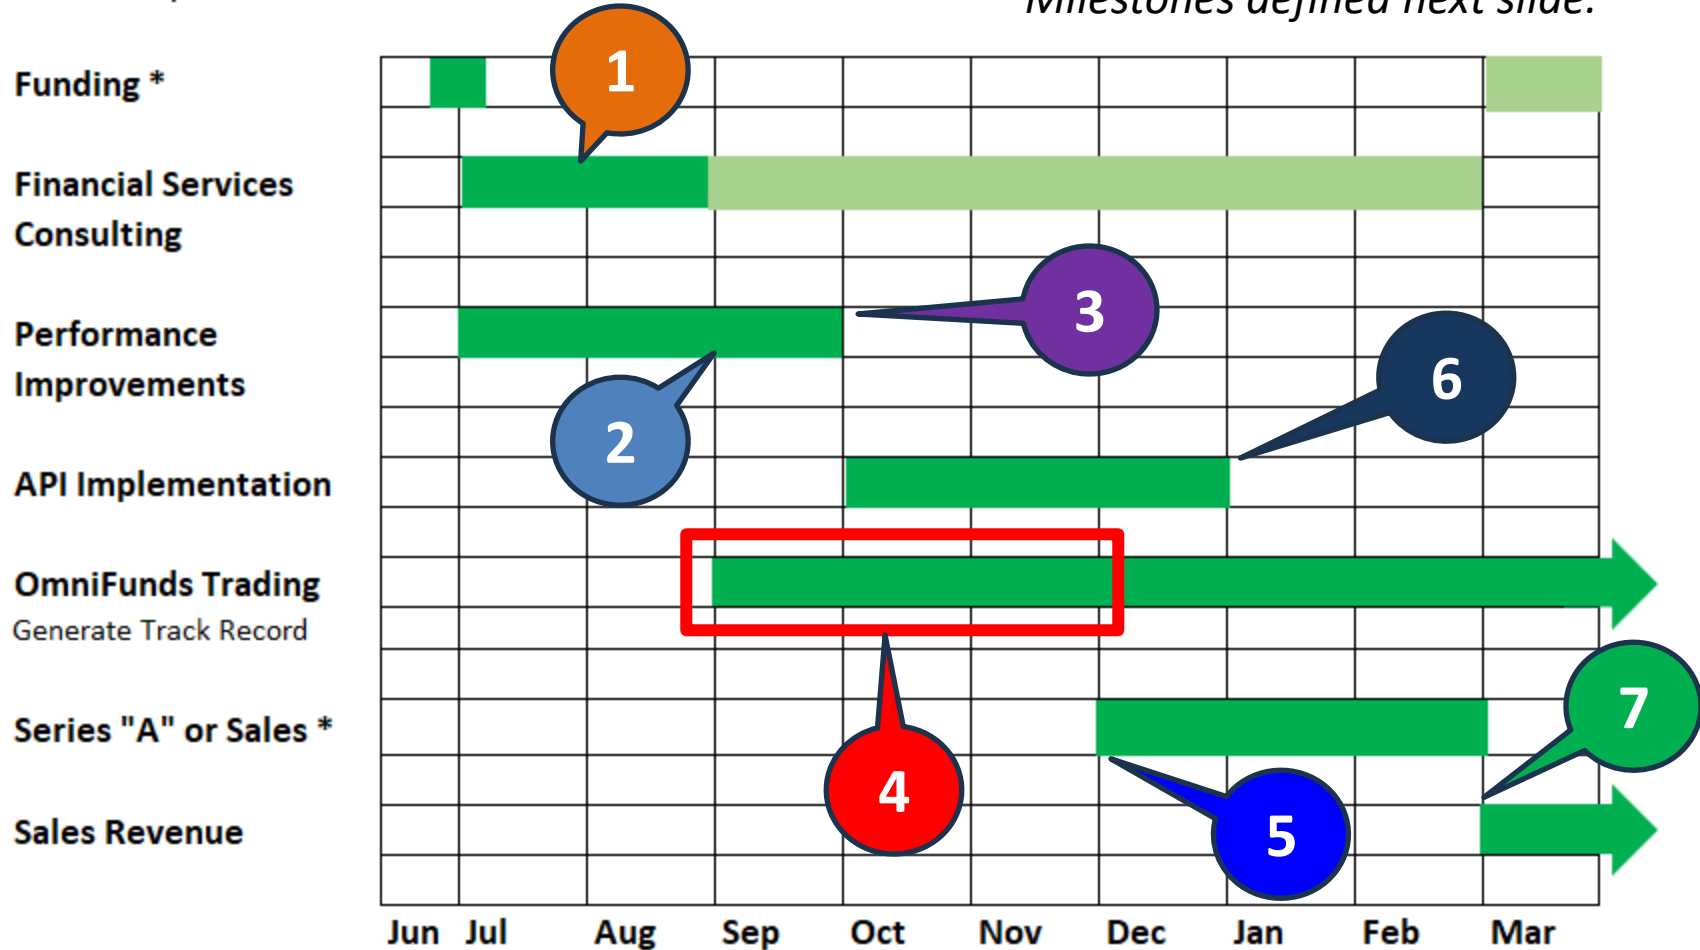 Milestones defined next slide.
1
Funding *
Financial Services
Consulting
3
Performance
Improvements
6
2
API Implementation
OmniFunds Trading
Generate Track Record
7
Series "A" or Sales *
4
5
Sales Revenue
Jun Jul Aug Sep Oct Nov Dec Jan Feb Mar